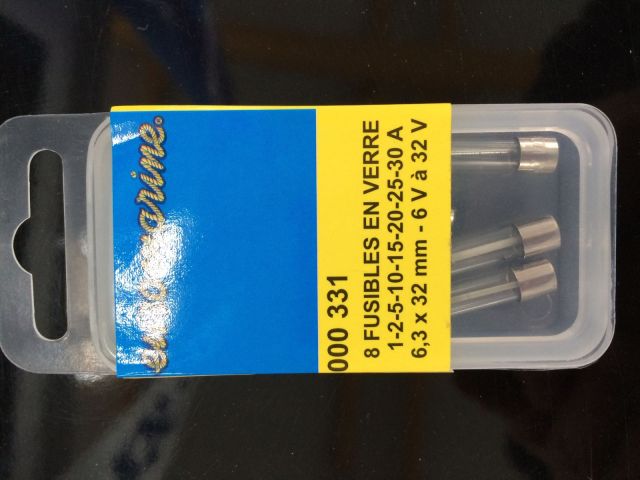 000 331
8 FUSIBLES EN VERRE
1-2-5-10-15-20-25-30 A
6,3 x 32 mm - 6 V à 32 V